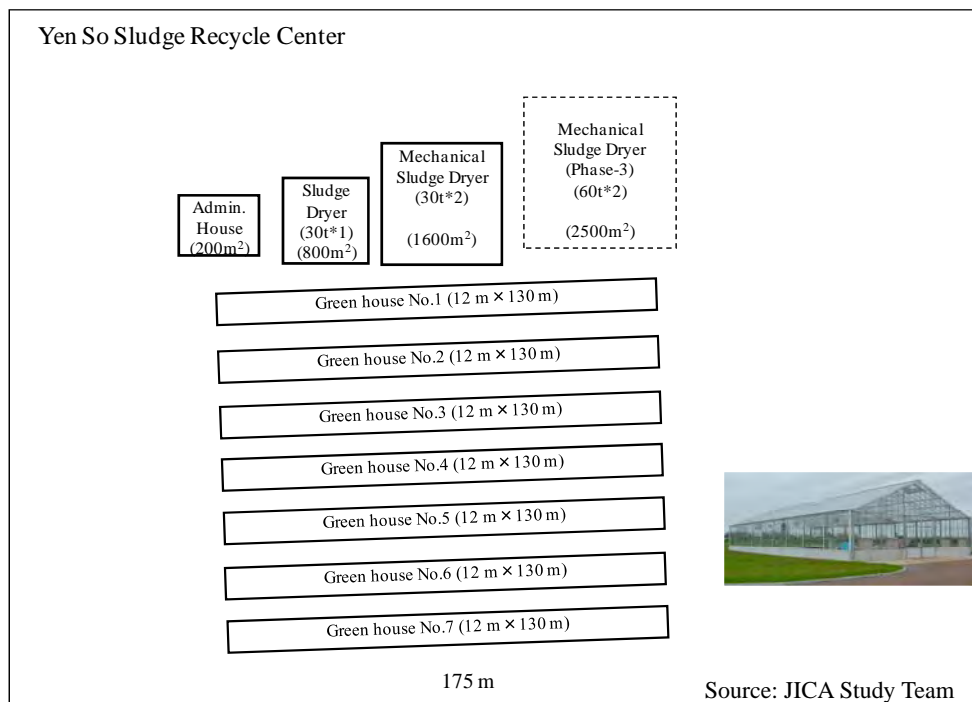 Yen So Sludge Recycle Center
Mechanical
Sludge Dryer
(Phase-3)
(60t*2)
(2500m²)
Mechanical
Sludge Dryer
(30t*2)
(1600m²)
Sludge
Dryer
(30t*1)
(800m²)
Admin.
House
(200m²)
Green house No.1 (12 m × 130 m)
Green house No.2 (12 m × 130 m)
Green house No.3 (12 m × 130 m)
Green house No.4 (12 m × 130 m)
Green house No.5 (12 m × 130 m)
Green house No.6 (12 m × 130 m)
Green house No.7 (12 m × 130 m)
175 m
Source: JICA Study Team